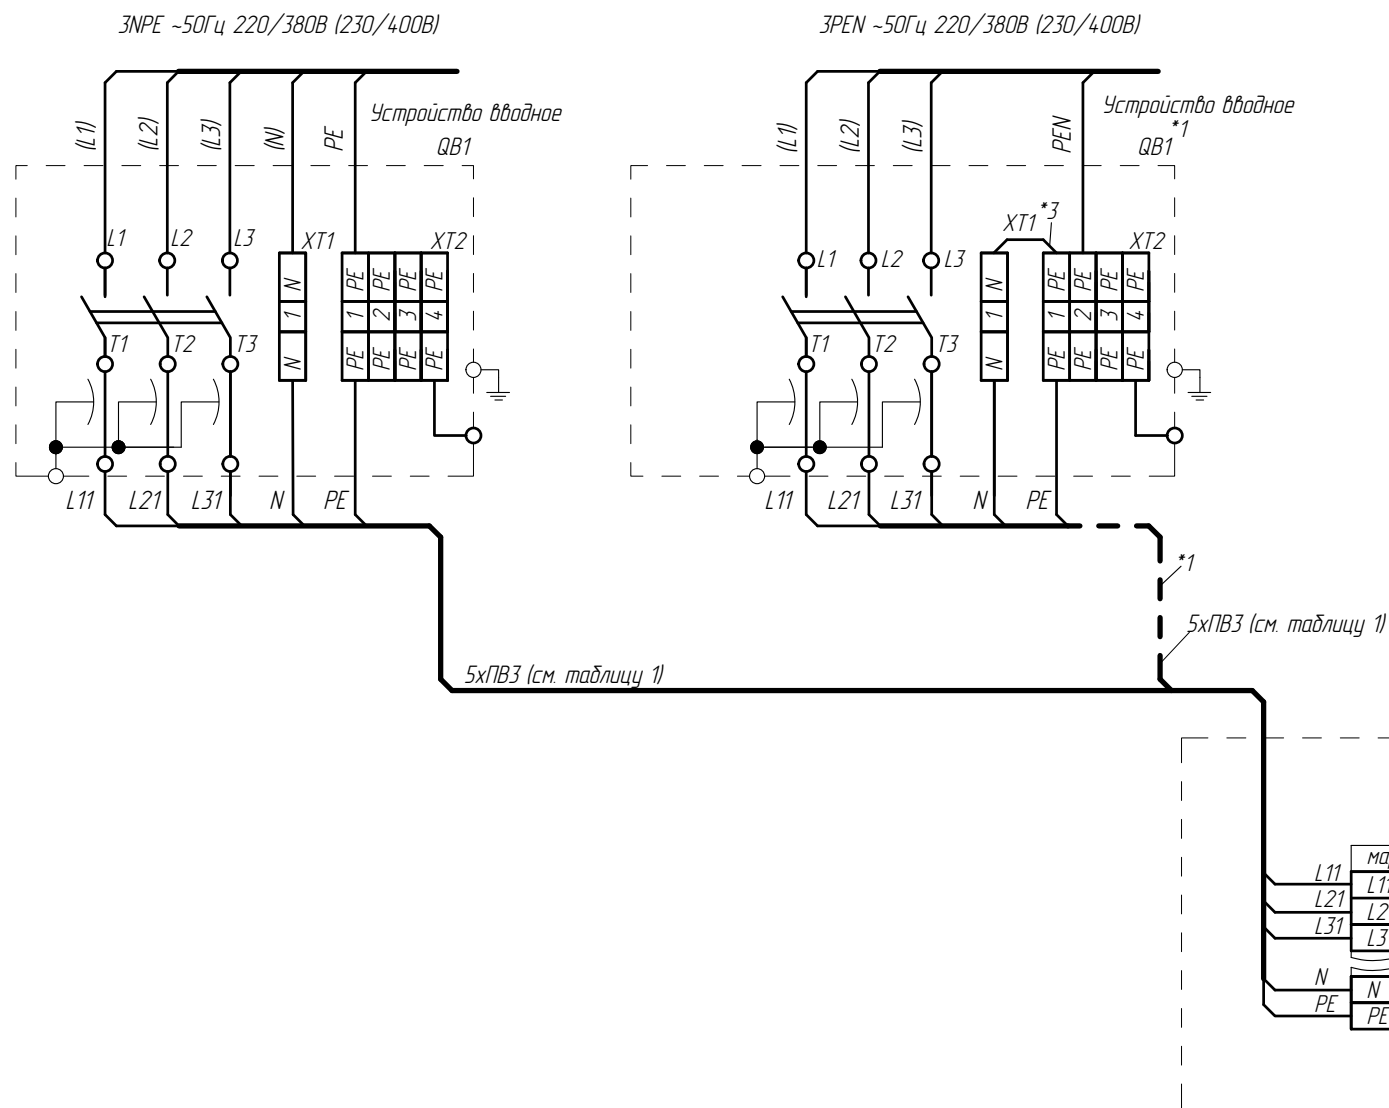 3NPE ~50Гц 220/380В (230/400В)
3PEN ~50Гц 220/380В (230/400В)
(L1)
(L2)
(L3)
(N)
PE
Устройство вводное
QB1
(L1)
(L2)
(L3)
PEN
Устройство вводное
QB1 *1
L1
L2
L3
XT1
XT2
N 1 N
PE 1 PE
PE 2 PE
PE 3 PE
PE 4 PE
T1
T2
T3
L1
L2
L3
XT1 *3
XT2
N 1 N
PE 1 PE
PE 2 PE
PE 3 PE
PE 4 PE
T1
T2
T3
L11
L21
L31
N
PE
L11
L21
L31
N
PE
*1
5хПВ3 (см. таблицу 1)
5хПВ3 (см. таблицу 1)
L11
L21
L31
L2
L3
N
N
PE
PE